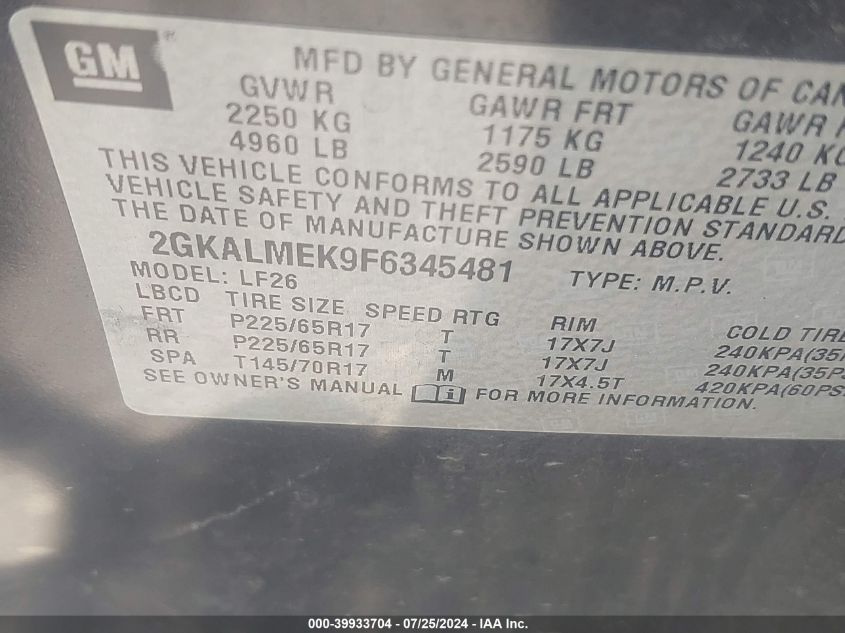 GM®
MFD BY GENERAL MOTORS OF CAN
GVWR GAWR FRT GAWR
2250 KG 1175 KG 1240 KG
4960 LB 2590 LB 2733 LB
THIS VEHICLE CONFORMS TO ALL APPLICABLE U.S.
VEHICLE SAFETY AND THEFT PREVENTION STANDARD
THE DATE OF MANUFACTURE SHOWN ABOVE.
2GKALMEK9F6345481 TYPE: M.P.V.
MODEL: LF26
LBCD TIRE SIZE SPEED RTG RIM COLD TIRE
FRT P225/65R17 T 17X7J 240KPA(35
RR P225/65R17 T 17X7J 240KPA(35PS
SPA T145/70R17 M 17X4.5T 420KPA(60PS
SEE OWNER'S MANUAL i FOR MORE INFORMATION.
000-39933704 - 07/25/2024 - IAA Inc.